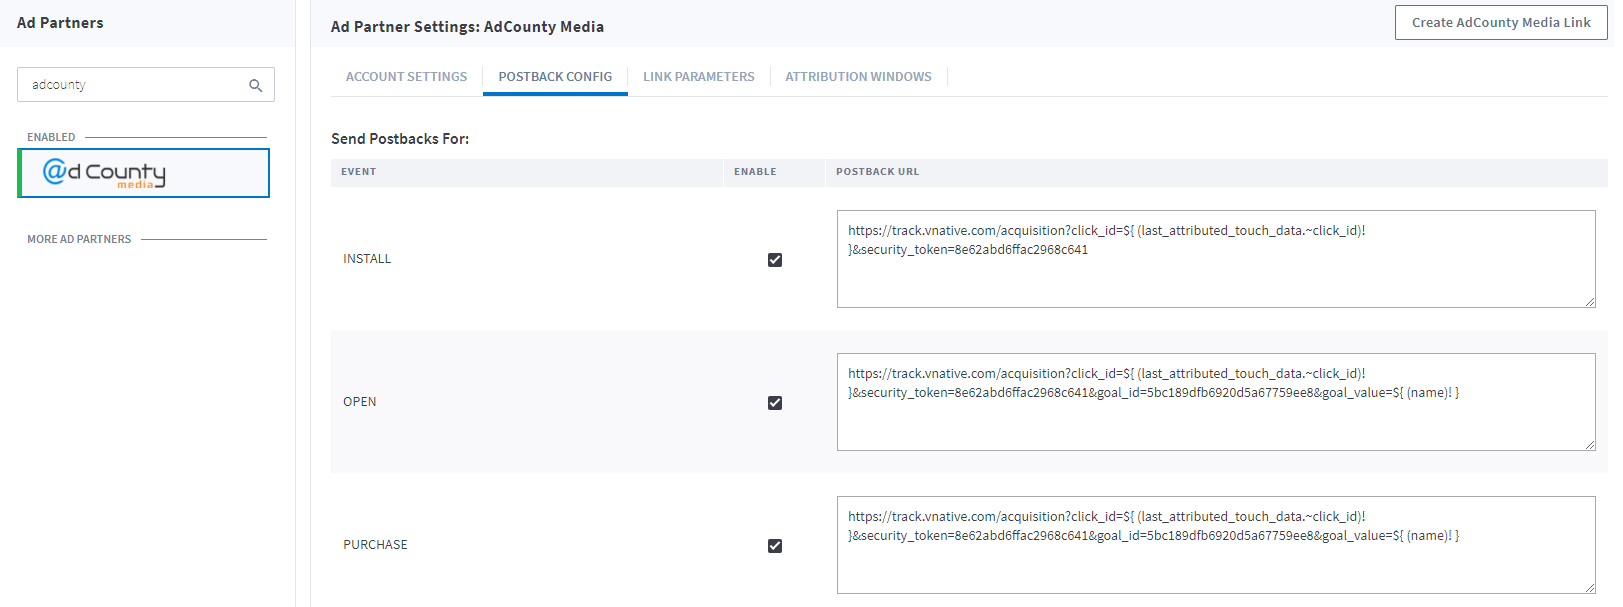 Ad Partners
adcounty
ENABLED
@d County
media
MORE AD PARTNERS
Ad Partner Settings: AdCounty Media
Create AdCounty Media Link
ACCOUNT SETTINGS
POSTBACK CONFIG
LINK PARAMETERS
ATTRIBUTION WINDOWS
Send Postbacks For:
EVENT
ENABLE
POSTBACK URL
INSTALL
https://track.vnative.com/acquisition?click_id=${ (last_attributed_touch_data.~click_id)!
}&security_token=8e62abd6ffac2968c641
OPEN
https://track.vnative.com/acquisition?click_id=${ (last_attributed_touch_data.~click_id)!
}&security_token=8e62abd6ffac2968c641&goal_id=5bc189dfb6920d5a67759ee8&goal_value=${ (name)! }
PURCHASE
https://track.vnative.com/acquisition?click_id=${ (last_attributed_touch_data.~click_id)!
}&security_token=8e62abd6ffac2968c641&goal_id=5bc189dfb6920d5a67759ee8&goal_value=${ (name)! }